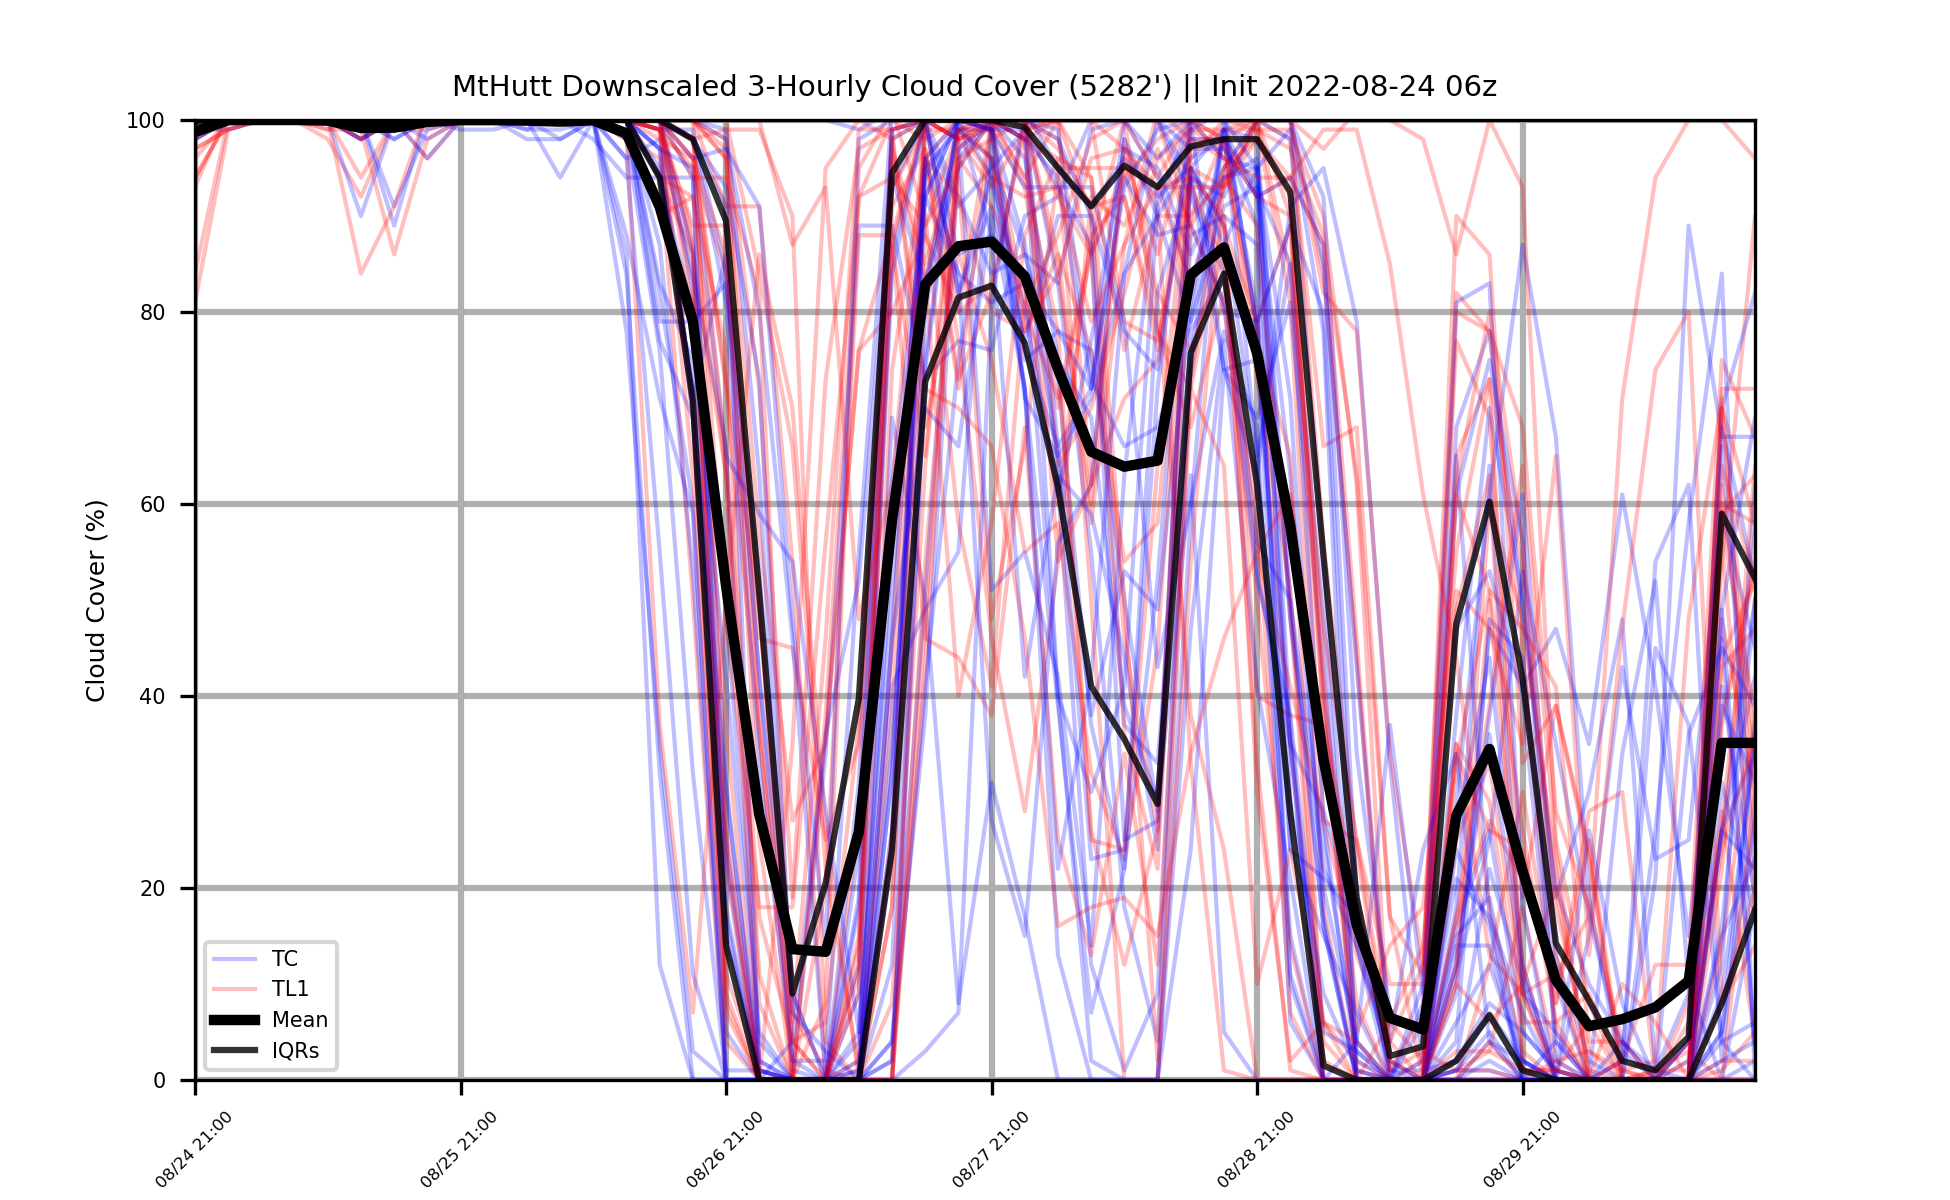 MtHutt Downscaled 3-Hourly Cloud Cover (5282') || Init 2022-08-24 06z
Cloud Cover (%)
100
80
60
40
20
0
TC
TL1
Mean
IQRs
08/24 21:00
08/25 21:00
08/26 21:00
08/27 21:00
08/28 21:00
08/29 21:00